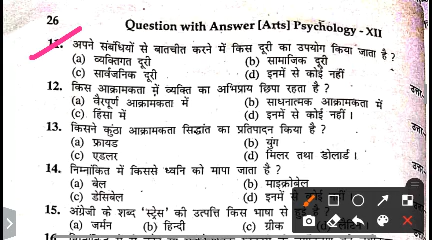 26
Question with Answer [Arts] Psychology - XII
11. अपने संबंधियों से बातचीत करने में किस दूरी का उपयोग किया जाता है ?
(a) व्यक्तिगत दूरी (b) सामाजिक दूरी
(c) सार्वजनिक दूरी (d) इनमें से कोई नहीं
12. किस आक्रामकता में व्यक्ति का अभिप्राय छिपा रहता है ?
(a) वैरपूर्ण आक्रामकता में (b) साधनात्मक आक्रामकता में
(c) हिंसा में (d) इनमें से कोई नहीं ।
13. किसने कुंठा आक्रामकता सिद्धांत का प्रतिपादन किया है ?
(a) फ्रायड (b) युंग
(c) एडलर (d) मिलर तथा डोलार्ड ।
14. निम्नांकित में किससे ध्वनि को मापा जाता है ?
(a) बेल (b) माइक्रोबेल
(c) डेसिबेल (d) इनमें से कोई नहीं ।
15. अंग्रेजी के शब्द 'स्ट्रेस' की उत्पत्ति किस भाषा से हुई है ?
(a) जर्मन (b) हिन्दी (c) ग्रीक (d) लैटिन ।
16.